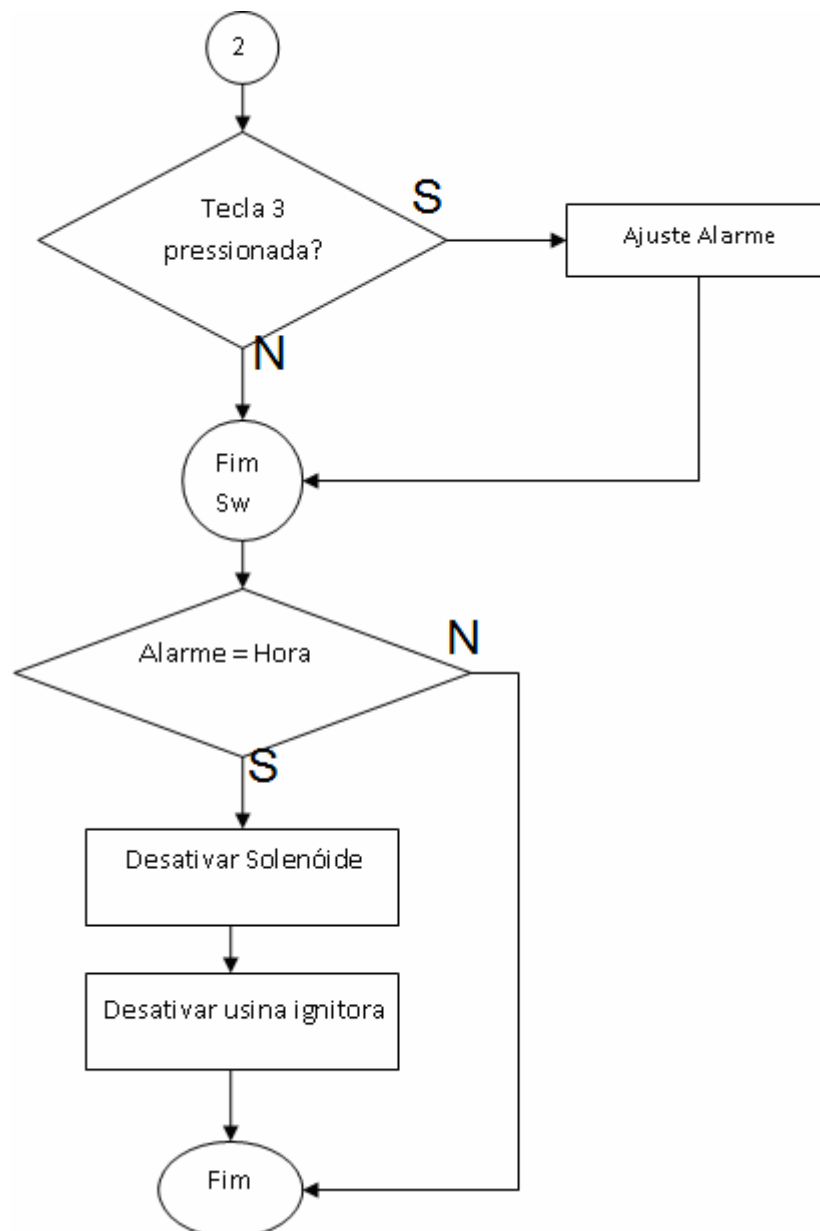 2
Tecla 3
pressionada?
S
Ajuste Alarme
N
Fim
Sw
Alarme = Hora
N
S
Desativar Solenóide
Desativar usina ignitora
Fim